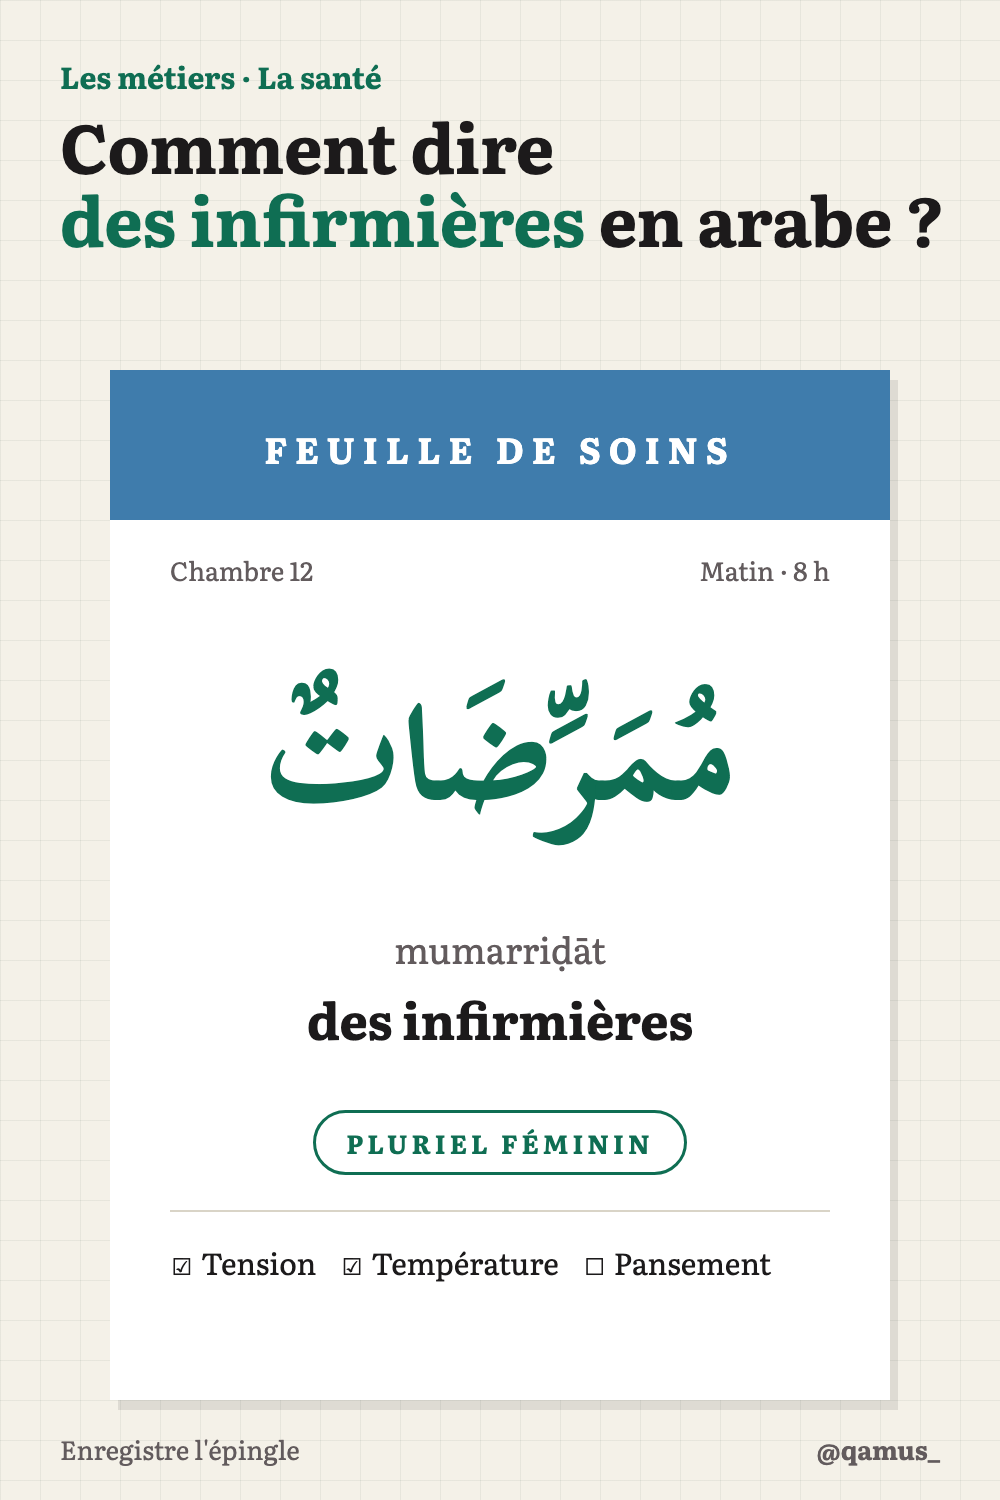 Les métiers · La santé
Comment dire
des infirmières en arabe ?
FEUILLE DE SOINS
Chambre 12 Matin · 8 h
مُمَرِّضَاتٌ
mumarriḍāt
des infirmières
PLURIEL FÉMININ
☑ Tension ☑ Température ☐ Pansement
Enregistre l'épingle @qamus_